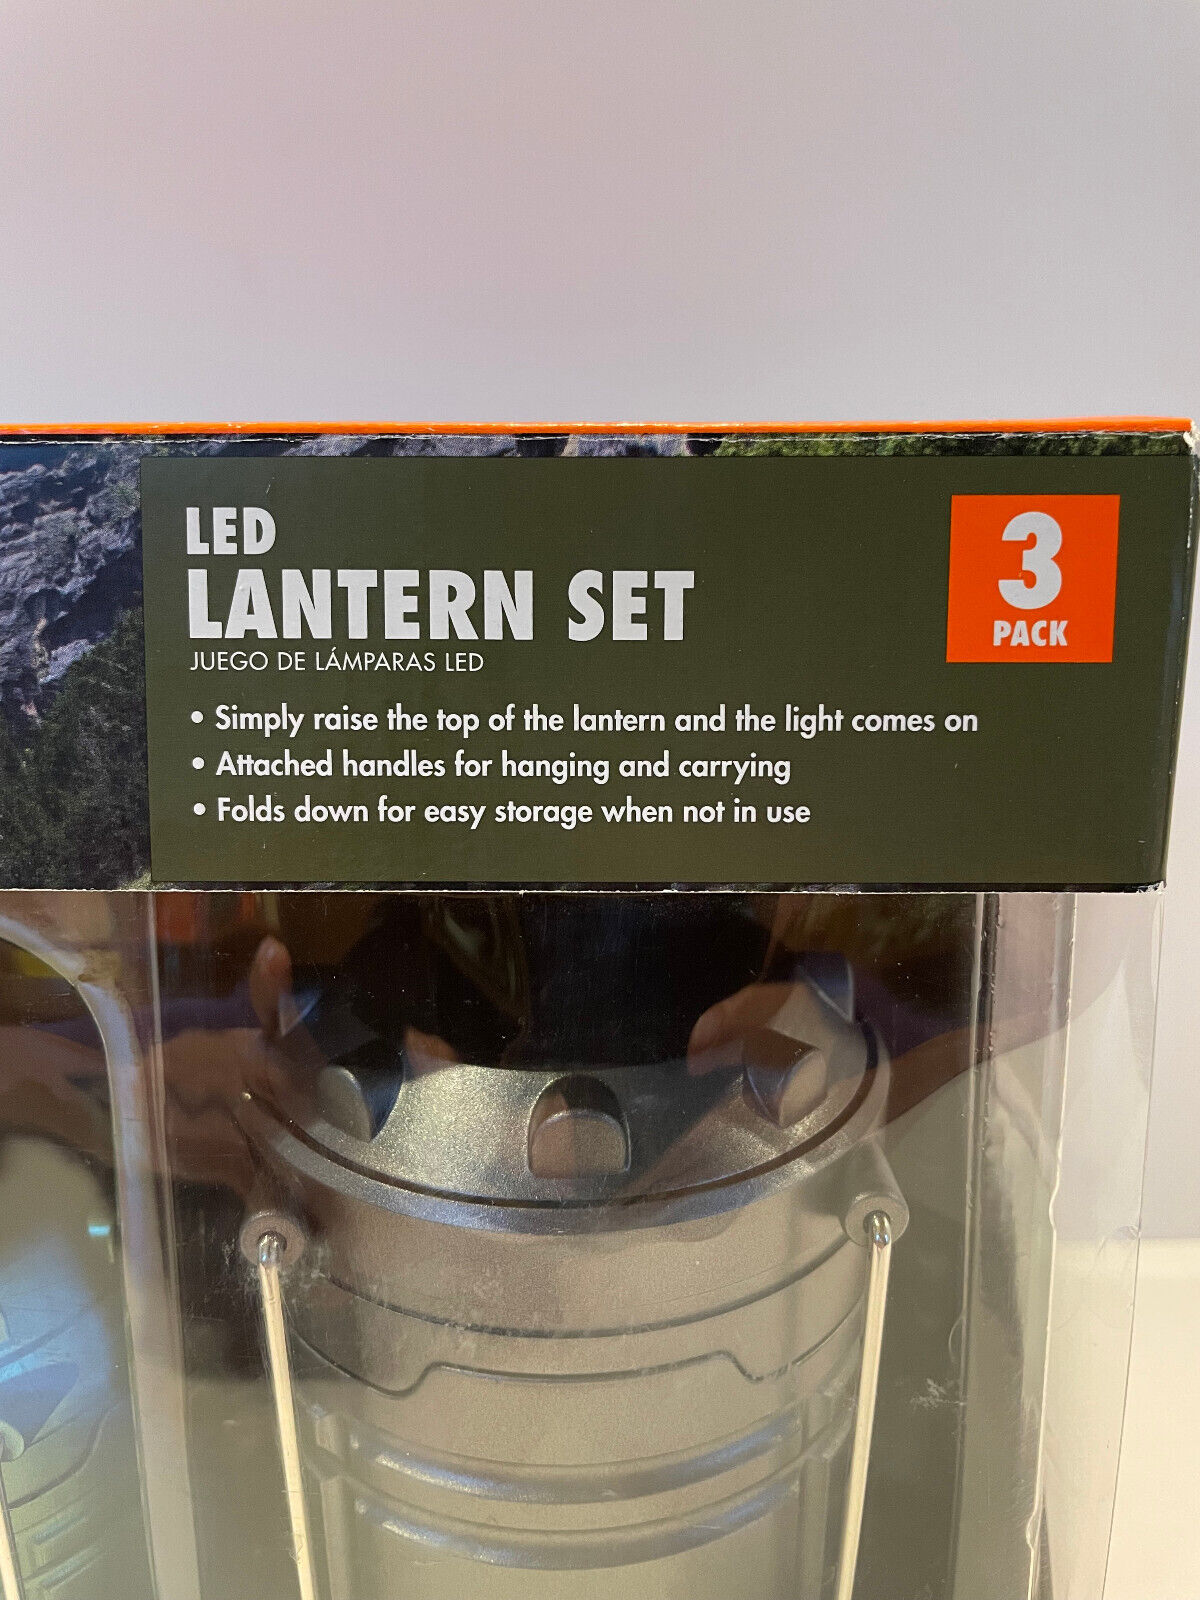 LED
LANTERN SET
JUEGO DE LÁMPARAS LED
• Simply raise the top of the lantern and the light comes on
• Attached handles for hanging and carrying
• Folds down for easy storage when not in use
3
PACK